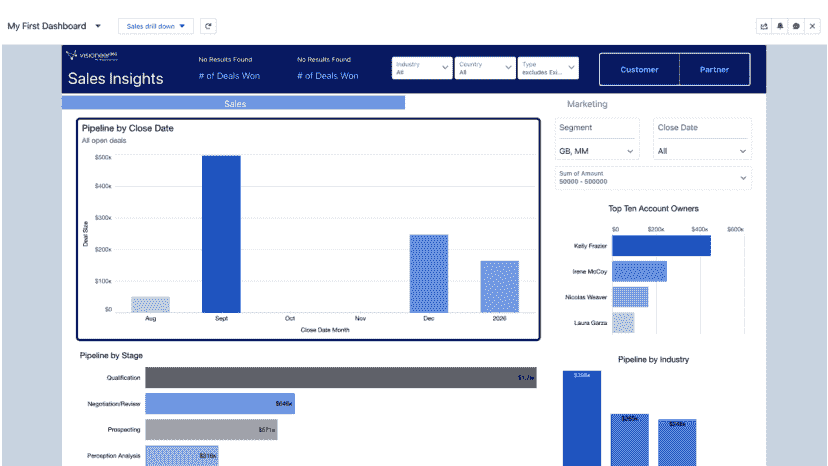 My First Dashboard
Sales drill down
visioneer360
Sales Insights
No Results Found
# of Deals Won
No Results Found
# of Deals Won
Industry
All
Country
All
Type
excludes Exi...
Customer
Partner
Sales
Marketing
Pipeline by Close Date
All open deals
$500K
$400K
$300K
$200K
$100K
$0
Deal Size
Aug
Sept
Oct
Nov
Dec
2026
Close Date Month
Segment
GB, MM
Close Date
All
Sum of Amount
50000 - 500000
Top Ten Account Owners
$0
$200K
$400K
$600K
Kelly Frazier
Irene McCoy
Nicolas Weaver
Laura Garza
Pipeline by Stage
Qualification
Negotiation/Review
Prospecting
$571K
Perception Analysis
Pipeline by Industry